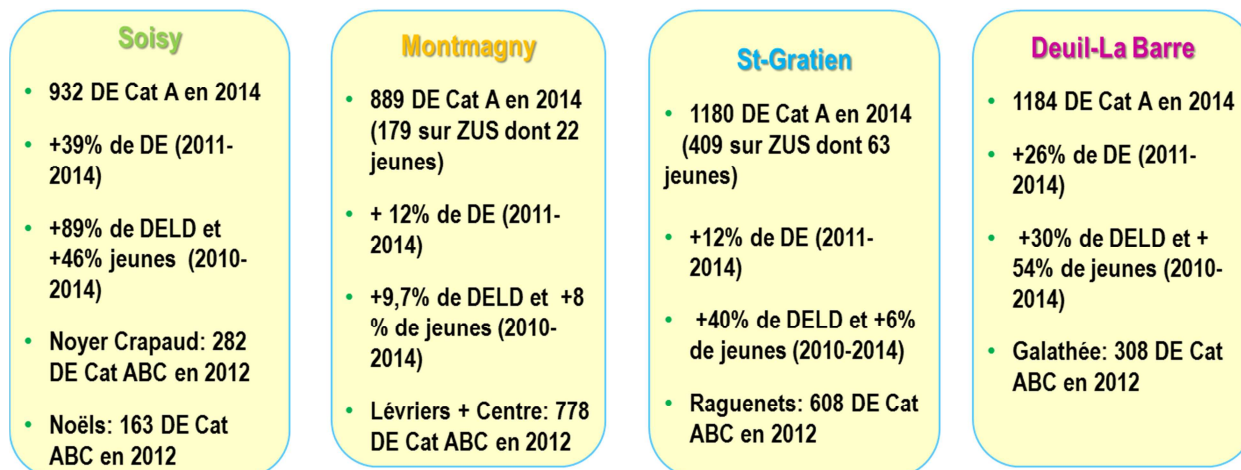 Soisy
• 932 DE Cat A en 2014
• +39% de DE (2011-
2014)
• +89% de DELD et
+46% jeunes (2010-
2014)
• Noyer Crapaud: 282
DE Cat ABC en 2012
• Noëls: 163 DE Cat
ABC en 2012
Montmagny
• 889 DE Cat A en 2014
(179 sur ZUS dont 22
jeunes)
• + 12% de DE (2011-
2014)
• +9,7% de DELD et +8
% de jeunes (2010-
2014)
• Lévriers + Centre: 778
DE Cat ABC en 2012
St-Gratien
• 1180 DE Cat A en 2014
(409 sur ZUS dont 63
jeunes)
• +12% de DE (2011-
2014)
• +40% de DELD et +6%
de jeunes (2010-2014)
• Raguenets: 608 DE Cat
ABC en 2012
Deuil-La Barre
• 1184 DE Cat A en 2014
• +26% de DE (2011-
2014)
• +30% de DELD et +
54% de jeunes (2010-
2014)
• Galathée: 308 DE Cat
ABC en 2012